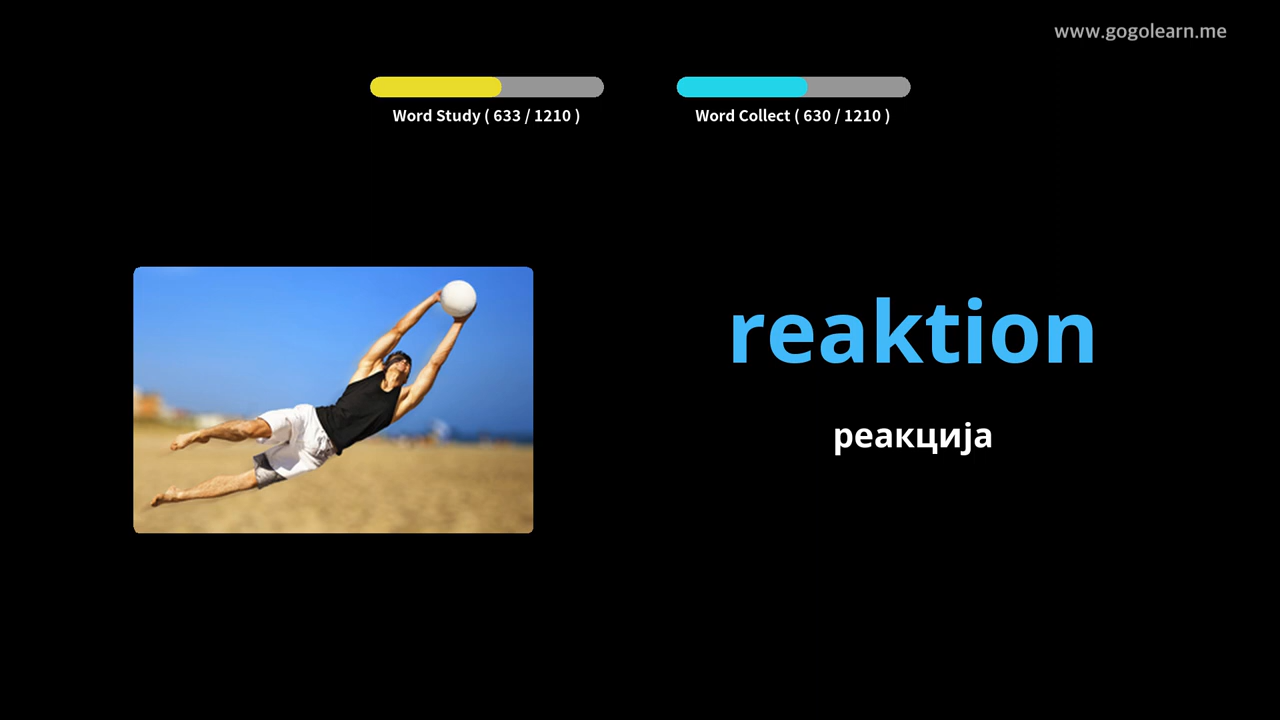 www.gogolearn.me
Word Study ( 633 / 1210 )
Word Collect ( 630 / 1210 )
reaktion
реакција